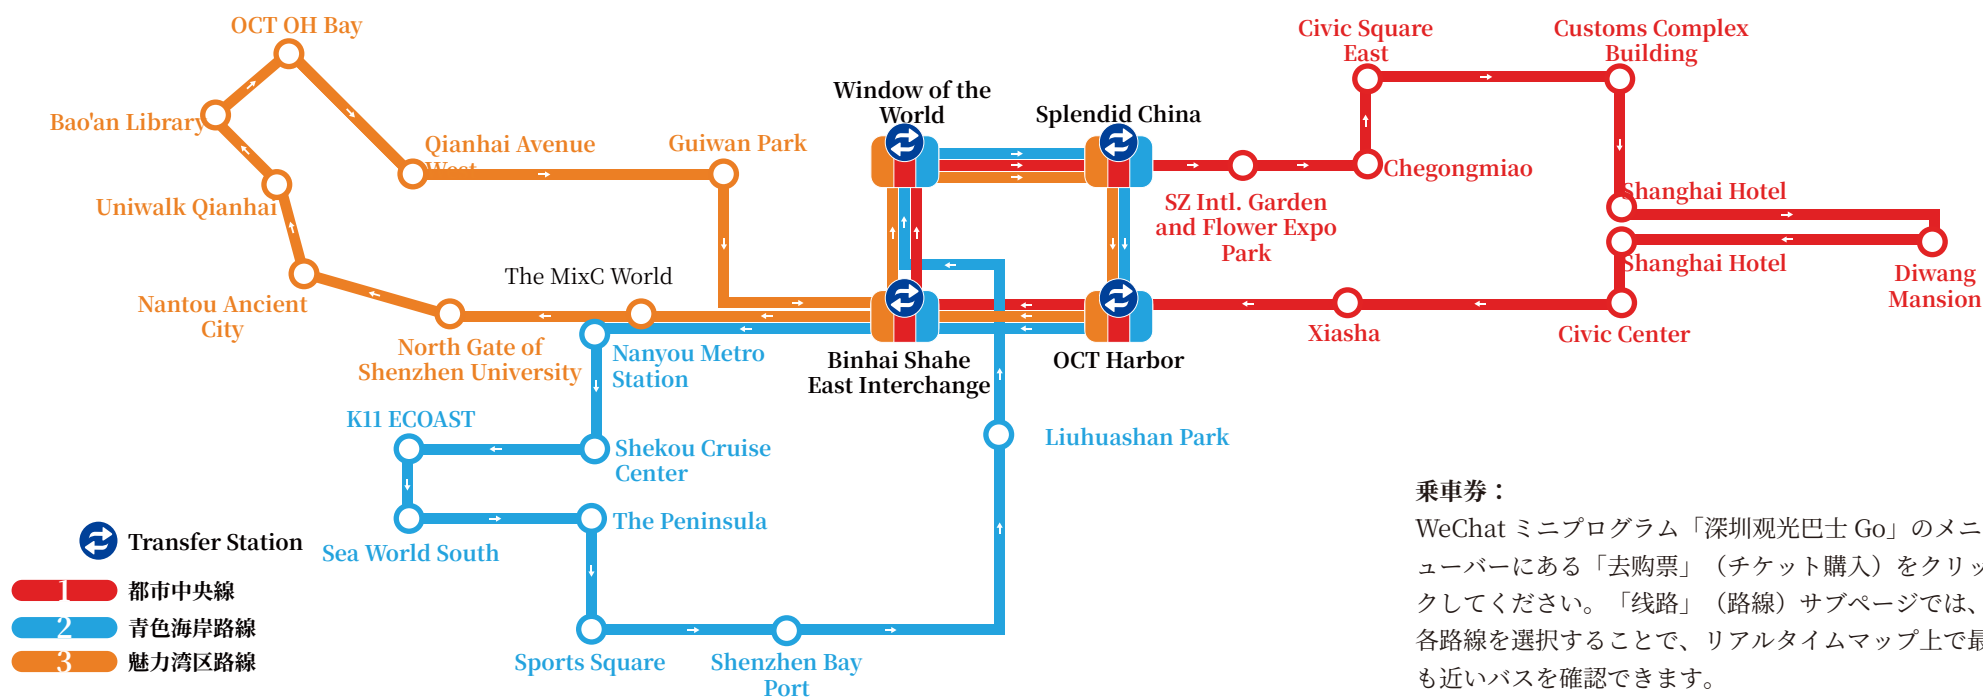 OCT OH Bay
Bao'an Library
Qianhai Avenue
West
Guiwan Park
Uniwalk Qianhai
Nantou Ancient
City
The MixC World
North Gate of
Shenzhen University
Window of the
World
Splendid China
Binhai Shahe
East Interchange
OCT Harbor
Civic Square
East
Customs Complex
Building
Chegongmiao
SZ Intl. Garden
and Flower Expo
Park
Shanghai Hotel
Shanghai Hotel
Diwang
Mansion
Xiasha
Civic Center
Nanyou Metro
Station
K11 ECOAST
Shekou Cruise
Center
Sea World South
The Peninsula
Liuhuashan Park
Sports Square
Shenzhen Bay
Port
Transfer Station
1 都市中央線
2 青色海岸路線
3 魅力湾区路線
乗車券：
WeChat ミニプログラム「深圳观光巴士 Go」のメニ
ューバーにある「去购票」（チケット購入）をクリッ
クしてください。「线路」（路線）サブページでは、
各路線を選択することで、リアルタイムマップ上で最
も近いバスを確認できます。